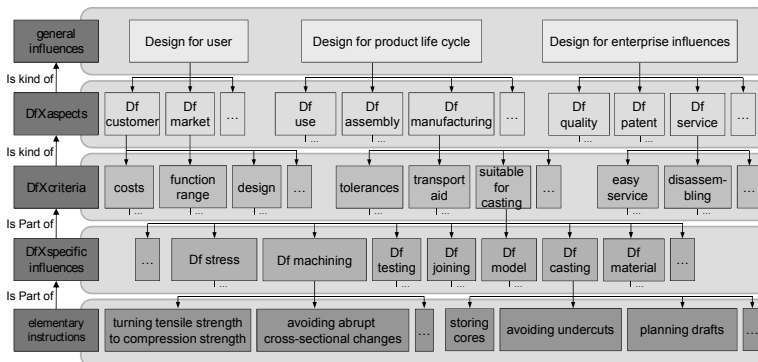 general
influences
Design for user
Design for product life cycle
Design for enterprise influences
Is kind of
DfXaspects
Df
customer
Df
market
...
Df
use
Df
assembly
Df
manufacturing
...
Df
quality
Df
patent
Df
service
...
...
...
...
...
...
...
Is kind of
DfXcriteria
costs
function
range
design
...
tolerances
transport
aid
suitable
for
casting
...
easy
service
disassem-
bling
...
...
...
...
...
...
...
...
...
Is Part of
DfXspecific
influences
...
Df stress
Df machining
Df
testing
Df
joining
Df
model
Df
casting
Df
material
...
...
...
...
...
...
Is Part of
elementary
instructions
turning tensile strength
to compression strength
avoiding abrupt
cross-sectional changes
...
storing
cores
avoiding undercuts
planning drafts
...